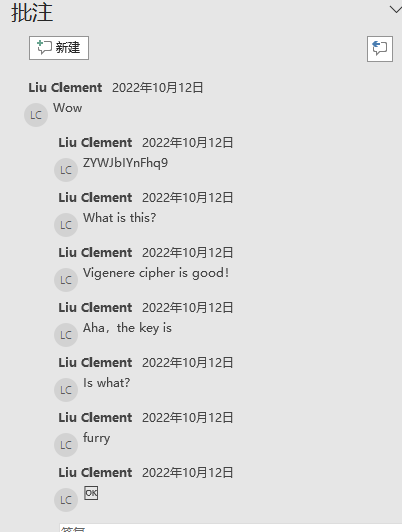 批注
新建
Liu Clement 2022年10月12日
LC Wow
Liu Clement 2022年10月12日
LC ZYWJbIYnFhq9
Liu Clement 2022年10月12日
LC What is this?
Liu Clement 2022年10月12日
LC Vigenere cipher is good!
Liu Clement 2022年10月12日
LC Aha，the key is
Liu Clement 2022年10月12日
LC Is what?
Liu Clement 2022年10月12日
LC furry
Liu Clement 2022年10月12日
LC 🆗